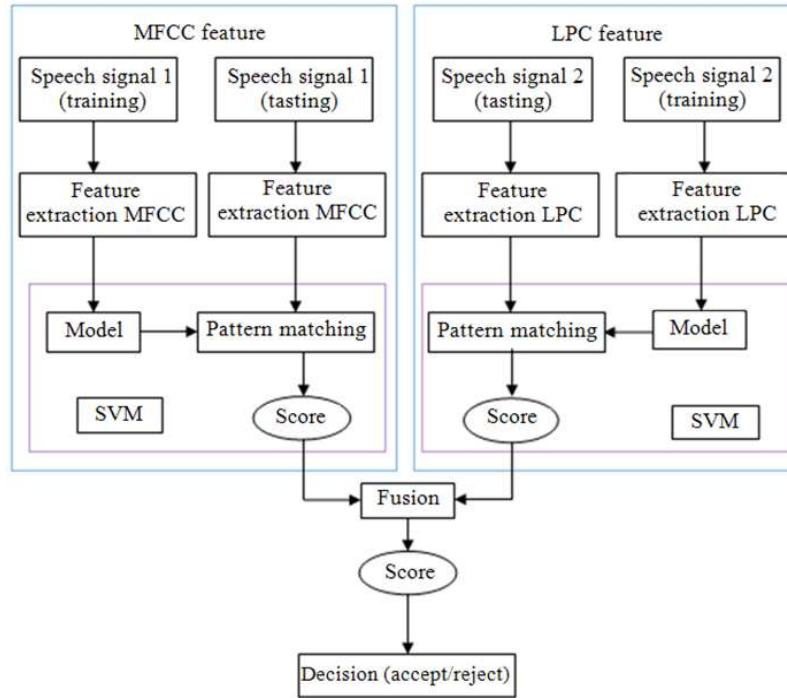 MFCC feature
Speech signal 1
(training)
Speech signal 1
(tasting)
Feature
extraction MFCC
Feature
extraction MFCC
Model
Pattern matching
SVM
Score
LPC feature
Speech signal 2
(tasting)
Speech signal 2
(training)
Feature
extraction LPC
Feature
extraction LPC
Pattern matching
Model
Score
SVM
Fusion
Score
Decision (accept/reject)